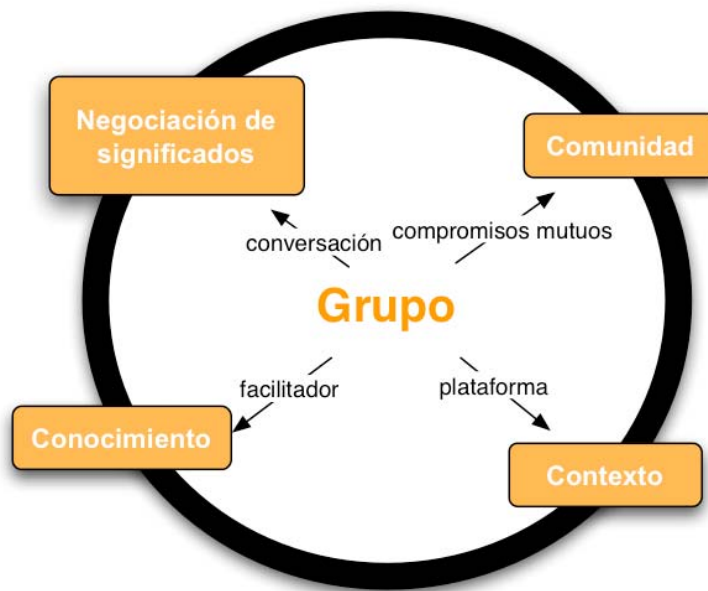 Negociación de
significados
Comunidad
conversación
compromisos mutuos
Grupo
facilitador
plataforma
Conocimiento
Contexto